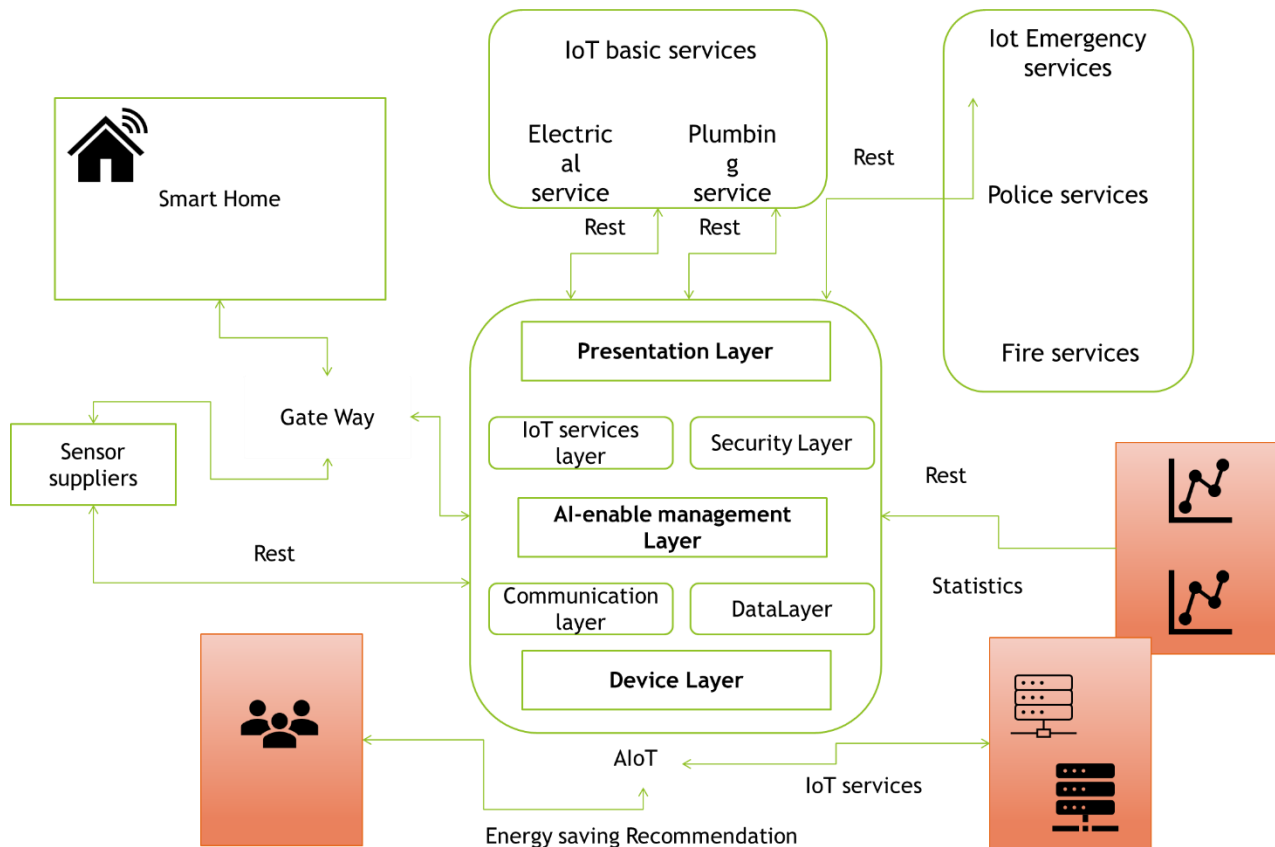 IoT basic services
Electric
al
service
Plumbin
g
service
Iot Emergency
services
Police services
Fire services
Smart Home
Rest
Rest
Rest
Presentation Layer
Gate Way
IoT services
layer
Security Layer
Sensor
suppliers
AI-enable management
Layer
Rest
Rest
Statistics
Communication
layer
DataLayer
Device Layer
AIoT
IoT services
Energy saving Recommendation